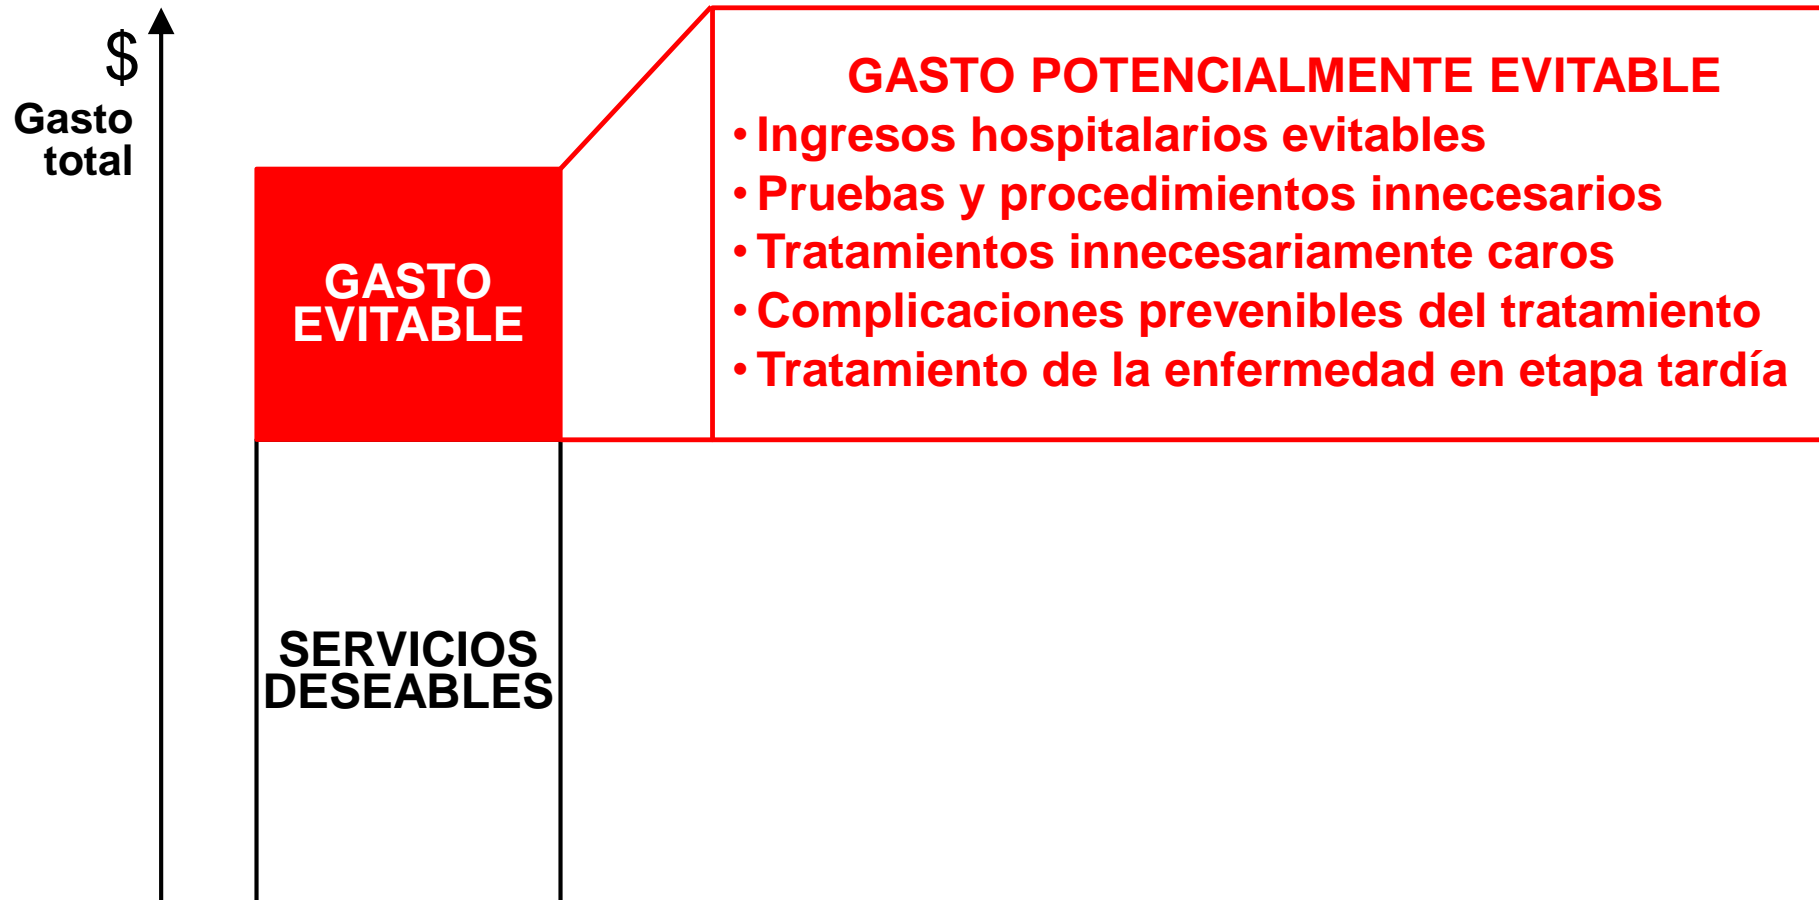 $
Gasto
total
GASTO POTENCIALMENTE EVITABLE
• Ingresos hospitalarios evitables
• Pruebas y procedimientos innecesarios
• Tratamientos innecesariamente caros
• Complicaciones prevenibles del tratamiento
• Tratamiento de la enfermedad en etapa tardía
GASTO
EVITABLE
SERVICIOS
DESEABLES